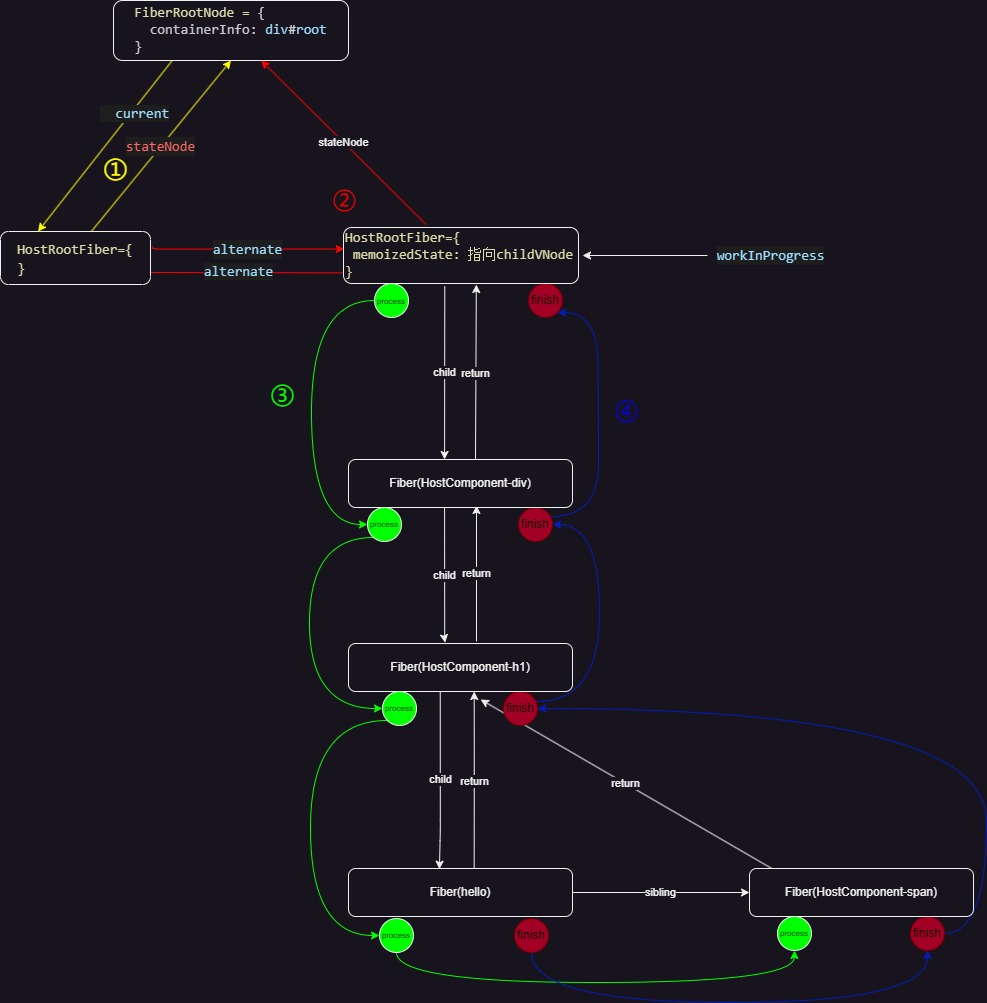 FiberRootNode = {
containerInfo: div#root
}
current
stateNode
①
stateNode
②
HostRootFiber={
}
alternate
alternate
HostRootFiber={
memoizedState: 指向childVNode
}
workInProgress
process
finish
child
return
③
④
Fiber(HostComponent-div)
process
finish
child
return
Fiber(HostComponent-h1)
process
finish
child
return
return
Fiber(hello)
sibling
Fiber(HostComponent-span)
process
finish
process
finish